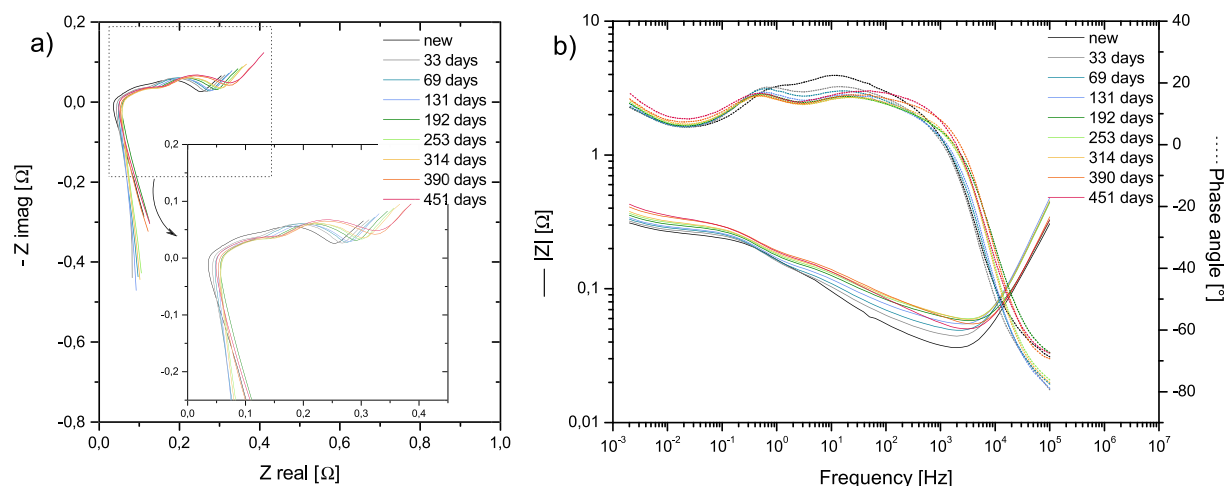 a)
0,2
0,0
-0,2
-0,4
-0,6
-0,8
- Z imag [Ω]
0,0 0,2 0,4 0,6 0,8 1,0
Z real [Ω]
new
33 days
69 days
131 days
192 days
253 days
314 days
390 days
451 days
0,2
0,1
0,0
-0,1
-0,2
0,0 0,1 0,2 0,3 0,4
b)
10
1
0,1
0,01
— |Z| [Ω]
10⁻³ 10⁻² 10⁻¹ 10⁰ 10¹ 10² 10³ 10⁴ 10⁵ 10⁶ 10⁷
Frequency [Hz]
new
33 days
69 days
131 days
192 days
253 days
314 days
390 days
451 days
40
20
0
-20
-40
-60
-80
..... Phase angle [°]